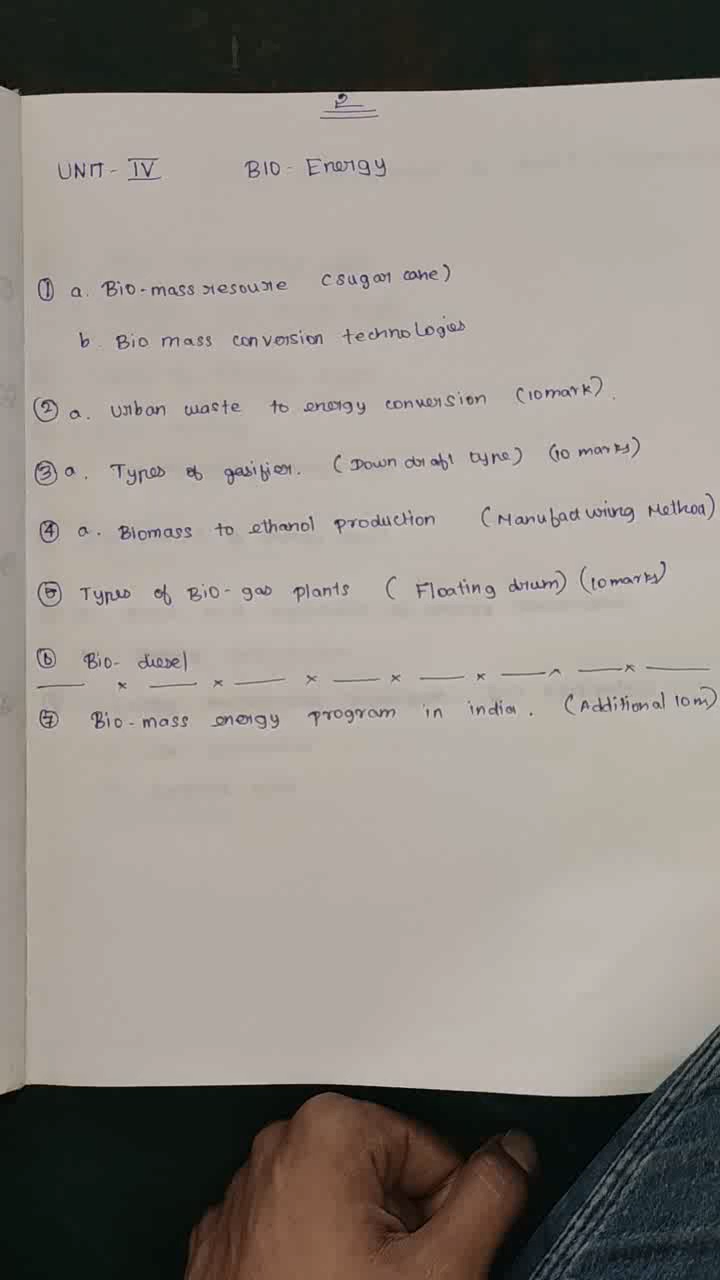 2
UNIT - IV BIO - Energy
① a. Bio-mass resourse (sugar cane)
b. Bio mass conversion technologies
② a. Urban waste to energy conversion (10mark).
③ a. Types of gasifier. (Down draft type) (10 marks)
④ a. Biomass to ethanol production (Manufacturing Method)
⑤ Types of Bio-gas plants (Floating drum) (10marks)
⑥ Bio-diesel
⑦ Bio-mass energy program in india. (Additional 10m)